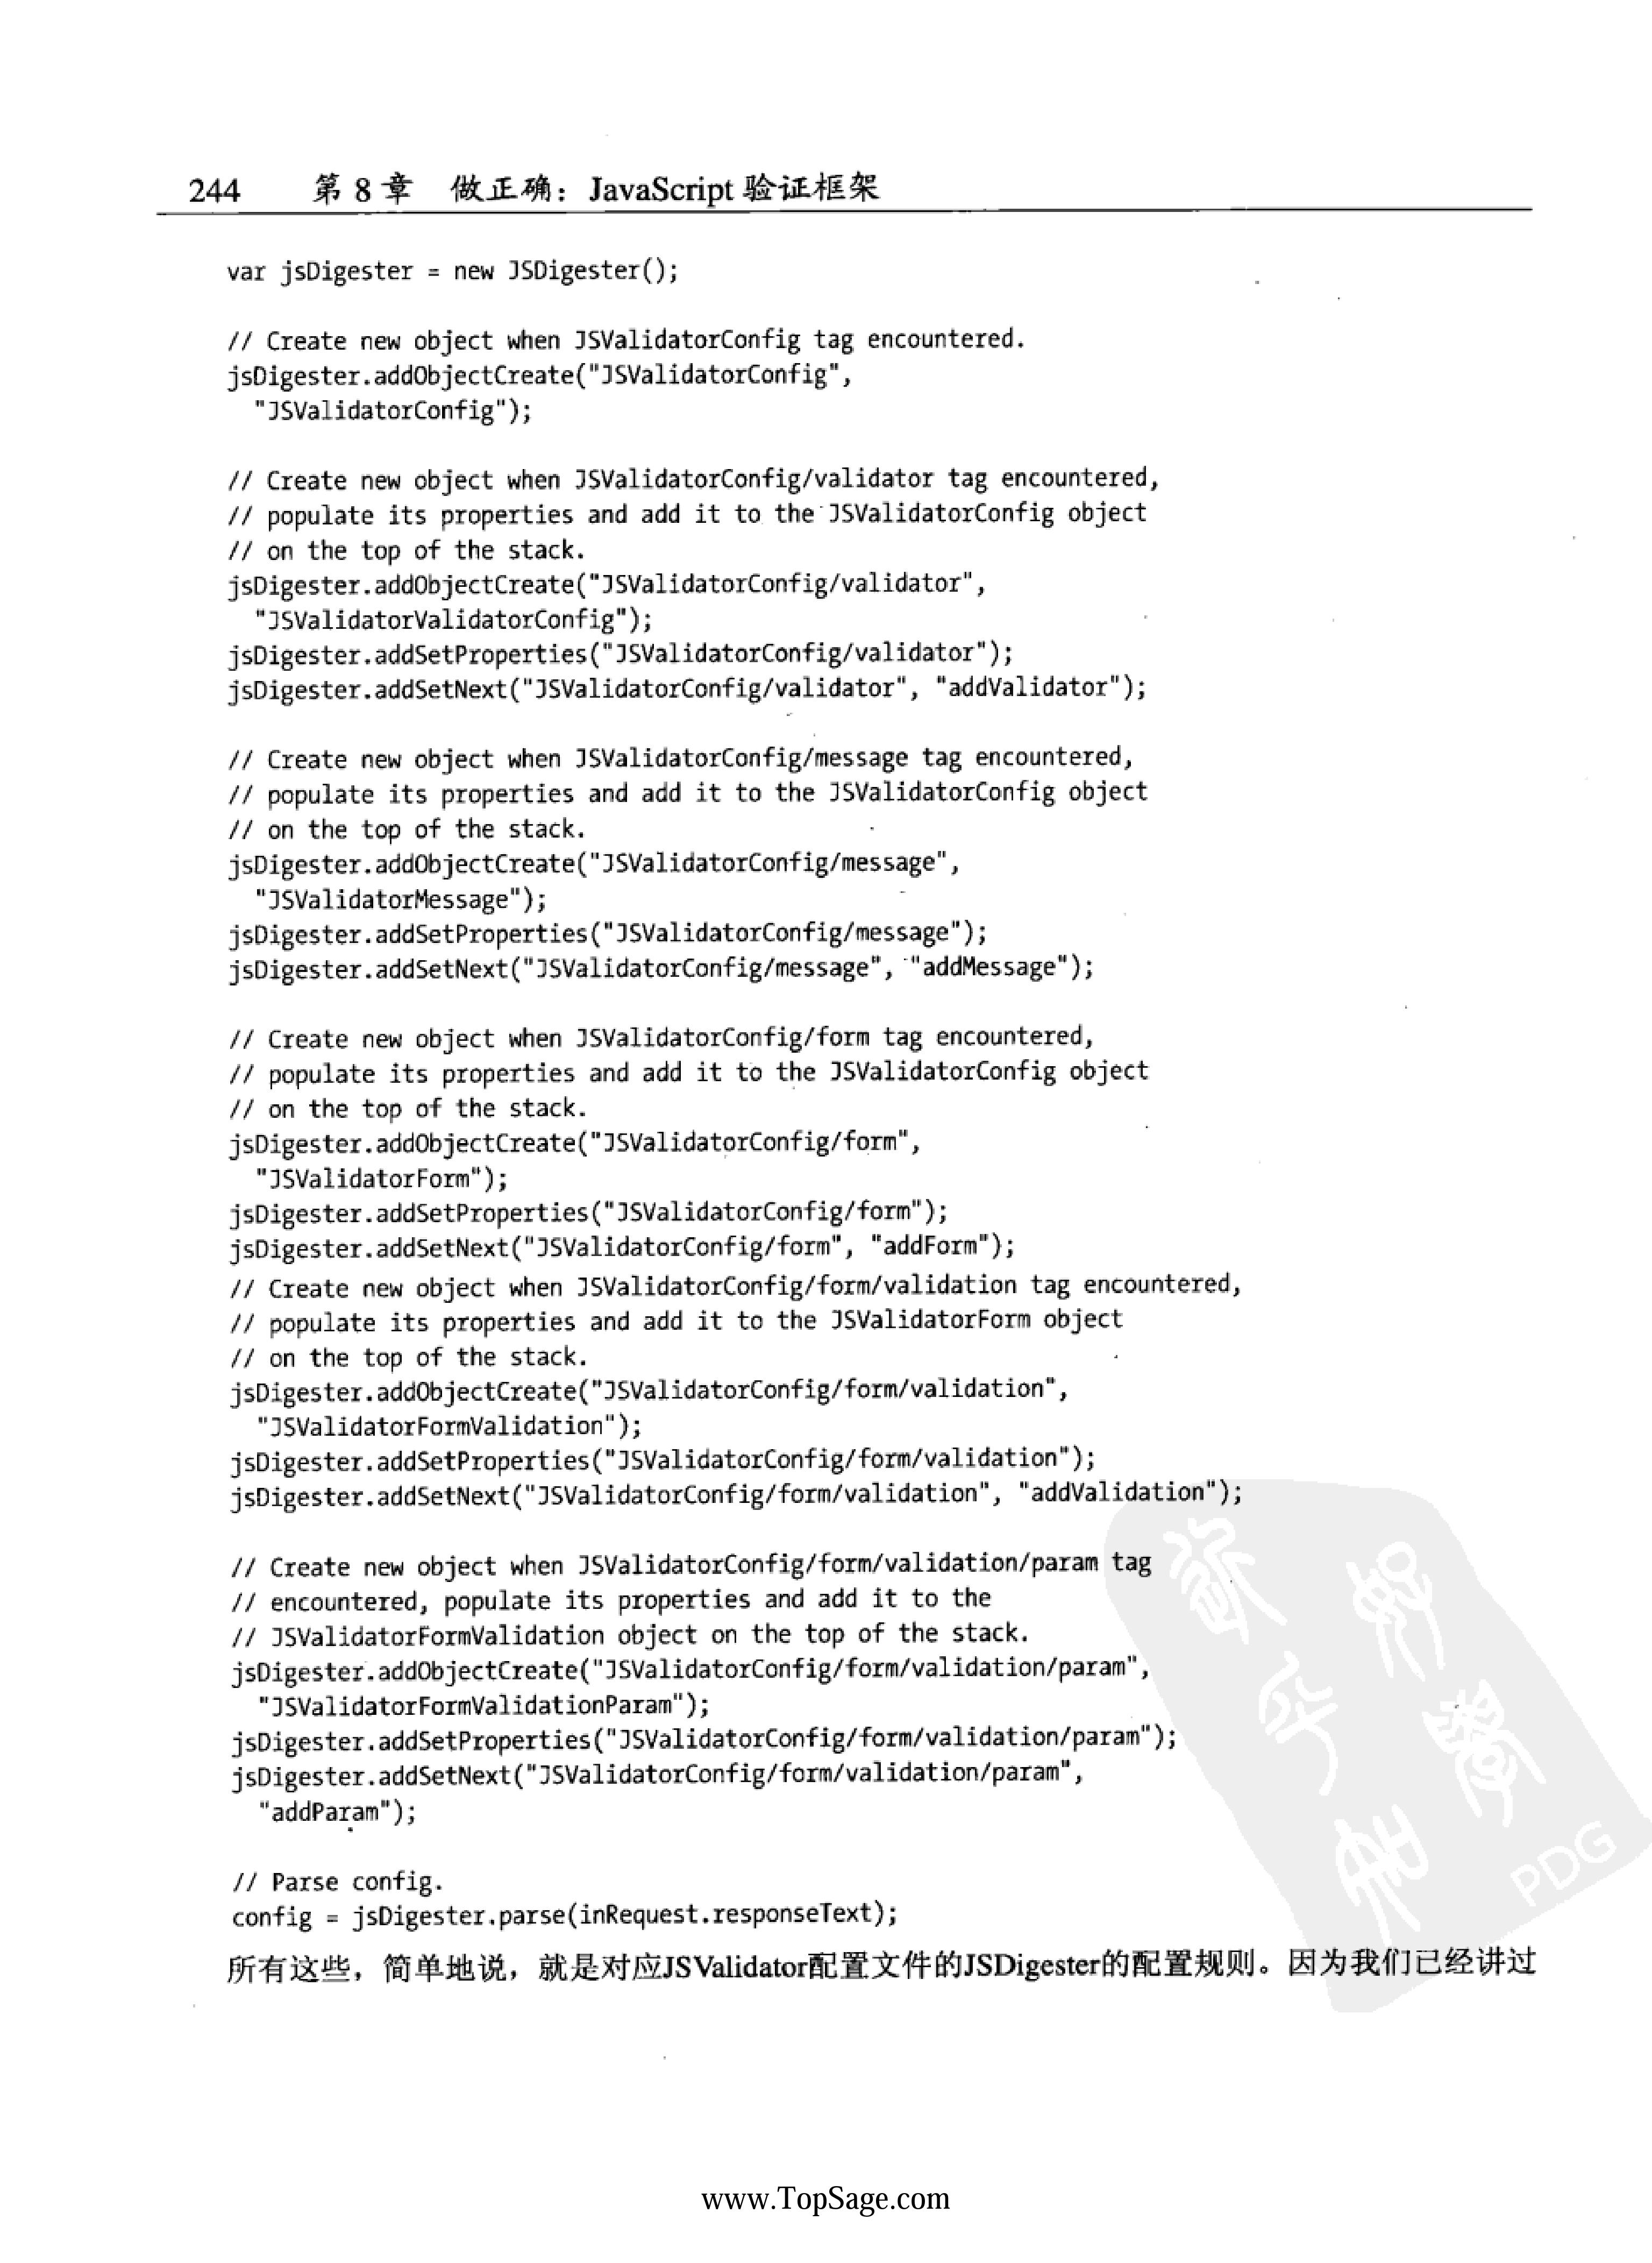 244 第 8 章 做正确：JavaScript 验证框架
var jsDigester = new JSDigester();
// Create new object when JSValidatorConfig tag encountered.
jsDigester.addObjectCreate("JSValidatorConfig",
"JSValidatorConfig");
// Create new object when JSValidatorConfig/validator tag encountered,
// populate its properties and add it to the JSValidatorConfig object
// on the top of the stack.
jsDigester.addObjectCreate("JSValidatorConfig/validator",
"JSValidatorValidatorConfig");
jsDigester.addSetProperties("JSValidatorConfig/validator");
jsDigester.addSetNext("JSValidatorConfig/validator", "addValidator");
// Create new object when JSValidatorConfig/message tag encountered,
// populate its properties and add it to the JSValidatorConfig object
// on the top of the stack.
jsDigester.addObjectCreate("JSValidatorConfig/message",
"JSValidatorMessage");
jsDigester.addSetProperties("JSValidatorConfig/message");
jsDigester.addSetNext("JSValidatorConfig/message", "addMessage");
// Create new object when JSValidatorConfig/form tag encountered,
// populate its properties and add it to the JSValidatorConfig object
// on the top of the stack.
jsDigester.addObjectCreate("JSValidatorConfig/form",
"JSValidatorForm");
jsDigester.addSetProperties("JSValidatorConfig/form");
jsDigester.addSetNext("JSValidatorConfig/form", "addForm");
// Create new object when JSValidatorConfig/form/validation tag encountered,
// populate its properties and add it to the JSValidatorForm object
// on the top of the stack.
jsDigester.addObjectCreate("JSValidatorConfig/form/validation",
"JSValidatorFormValidation");
jsDigester.addSetProperties("JSValidatorConfig/form/validation");
jsDigester.addSetNext("JSValidatorConfig/form/validation", "addValidation");
// Create new object when JSValidatorConfig/form/validation/param tag
// encountered, populate its properties and add it to the
// JSValidatorFormValidation object on the top of the stack.
jsDigester.addObjectCreate("JSValidatorConfig/form/validation/param",
"JSValidatorFormValidationParam");
jsDigester.addSetProperties("JSValidatorConfig/form/validation/param");
jsDigester.addSetNext("JSValidatorConfig/form/validation/param",
"addParam");
// Parse config.
config = jsDigester.parse(inRequest.responseText);
所有这些，简单地说，就是对应JSValidator配置文件的JSDigester的配置规则。因为我们已经讲过
PDG
www.TopSage.com